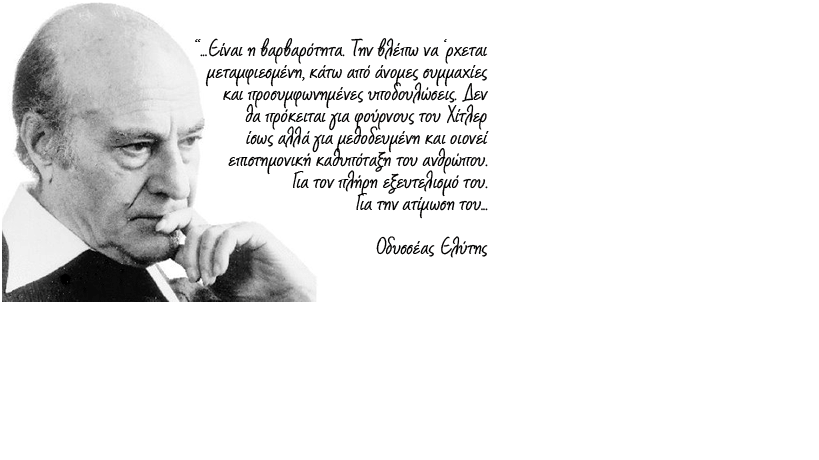 “...Είναι η βαρβαρότητα. Την βλέπω να ‘ρχεται
μεταμφιεσμένη, κάτω από άνομες συμμαχίες
και προσυμφωνημένες υποδουλώσεις. Δεν
θα πρόκειται για φούρνους του Χίτλερ
ίσως αλλά για μεθοδευμένη και οιονεί
επιστημονική καθυπόταξη του ανθρώπου.
Για τον πλήρη εξευτελισμό του.
Για την ατίμωση του...
Οδυσσέας Ελύτης